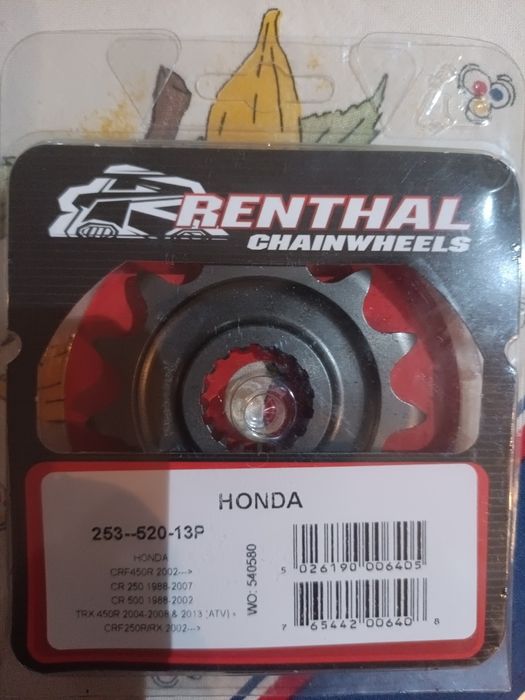 RENTHAL
CHAINWHEELS
HONDA
253--520-13P
HONDA
CRF450R 2002--->
CR 250 1988-2007
CR 500 1988-2002
TRX 450R 2004-2008 & 2013 (ATV)
CRF250R/RX 2002--->
WO: 540580
5 026190 006405
7 65442 00640 8